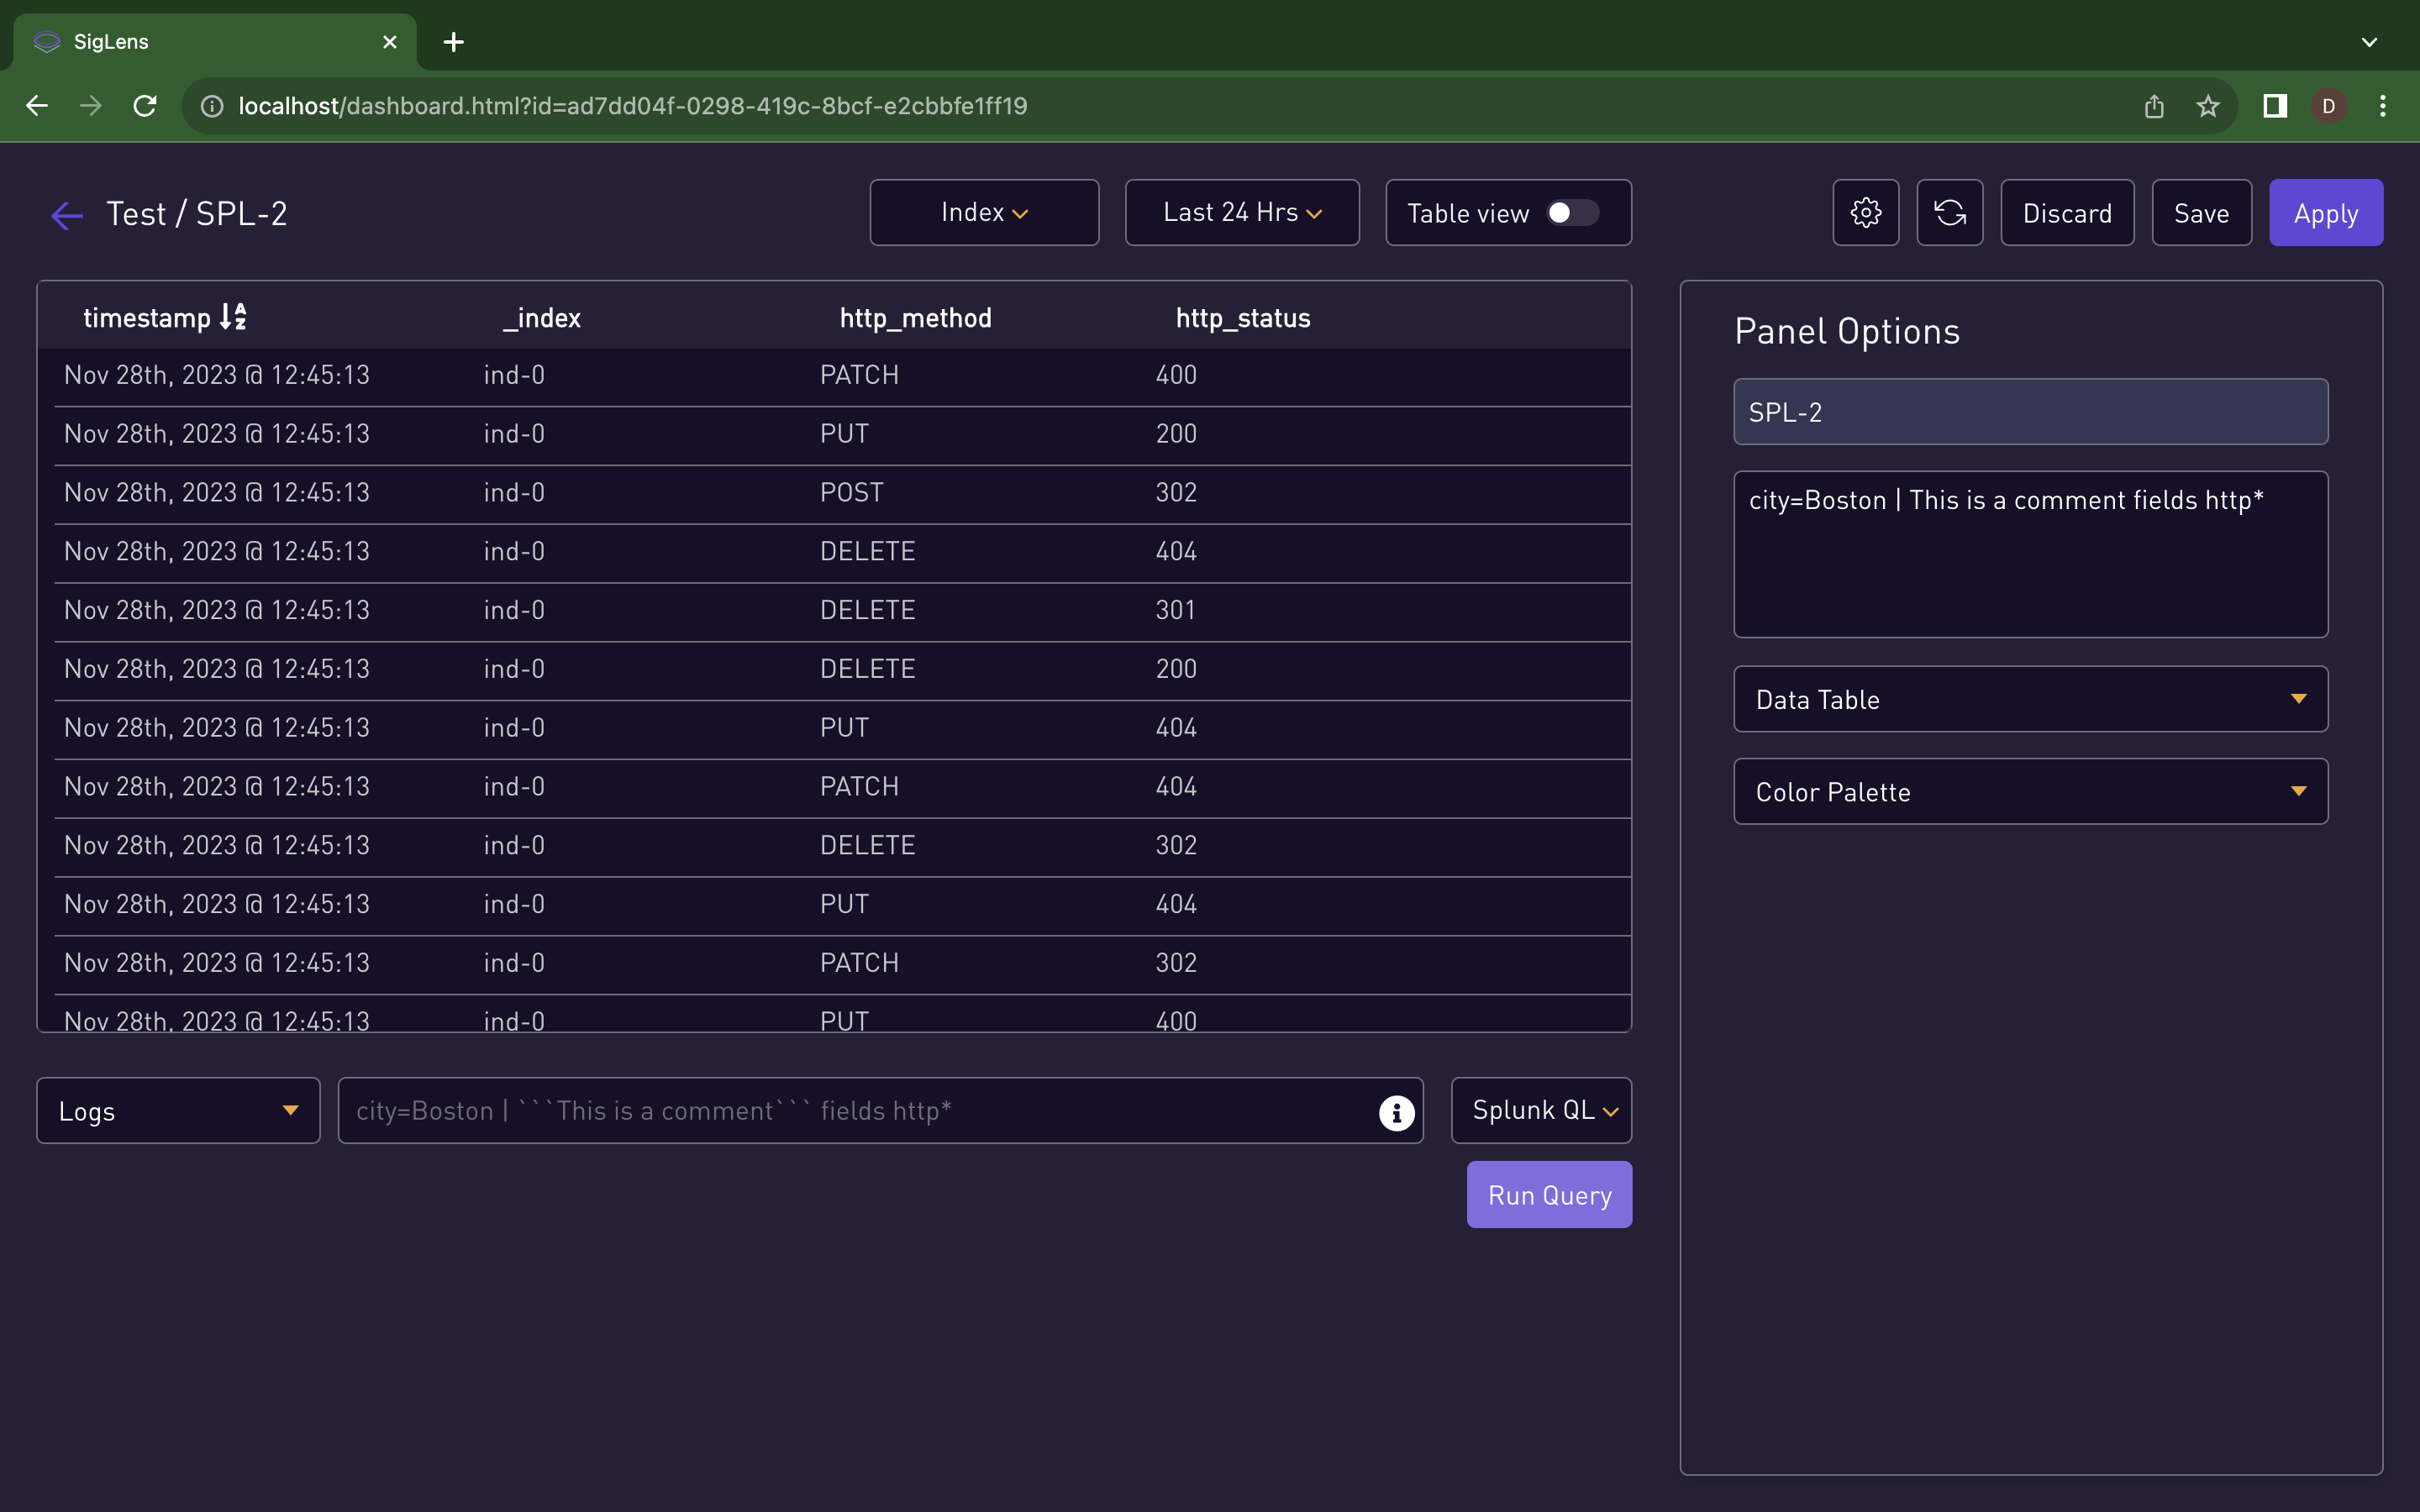 SigLens
localhost/dashboard.html?id=ad7dd04f-0298-419c-8bcf-e2cbbfe1ff19
D
Test / SPL-2
Index
Last 24 Hrs
Table view
Discard
Save
Apply
timestamp _index http_method http_status
Nov 28th, 2023 @ 12:45:13 ind-0 PATCH 400
Nov 28th, 2023 @ 12:45:13 ind-0 PUT 200
Nov 28th, 2023 @ 12:45:13 ind-0 POST 302
Nov 28th, 2023 @ 12:45:13 ind-0 DELETE 404
Nov 28th, 2023 @ 12:45:13 ind-0 DELETE 301
Nov 28th, 2023 @ 12:45:13 ind-0 DELETE 200
Nov 28th, 2023 @ 12:45:13 ind-0 PUT 404
Nov 28th, 2023 @ 12:45:13 ind-0 PATCH 404
Nov 28th, 2023 @ 12:45:13 ind-0 DELETE 302
Nov 28th, 2023 @ 12:45:13 ind-0 PUT 404
Nov 28th, 2023 @ 12:45:13 ind-0 PATCH 302
Nov 28th, 2023 @ 12:45:13 ind-0 PUT 400
Logs
city=Boston | ```This is a comment``` fields http*
Splunk QL
Run Query
Panel Options
SPL-2
city=Boston | This is a comment fields http*
Data Table
Color Palette